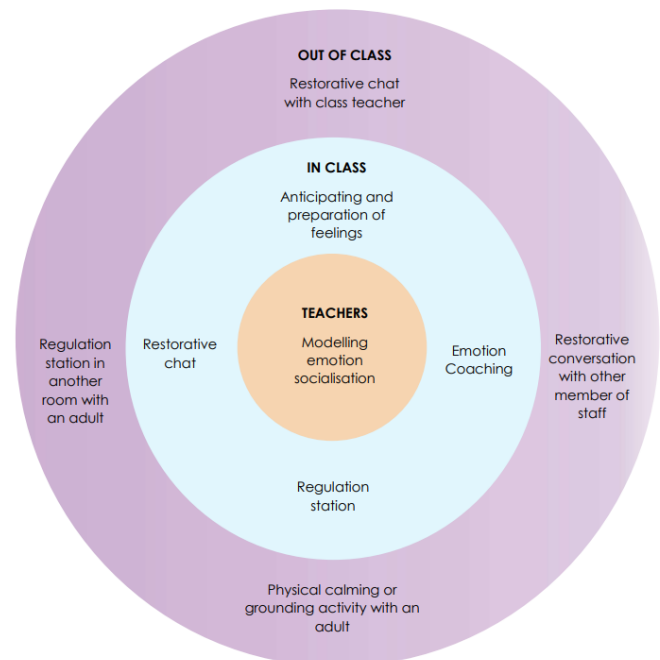 OUT OF CLASS
Restorative chat
with class teacher
IN CLASS
Anticipating and
preparation of
feelings
TEACHERS
Modelling
emotion
socialisation
Regulation
station in
another
room with
an adult
Restorative
chat
Emotion
Coaching
Restorative
conversation
with other
member of
staff
Regulation
station
Physical calming or
grounding activity with an
adult